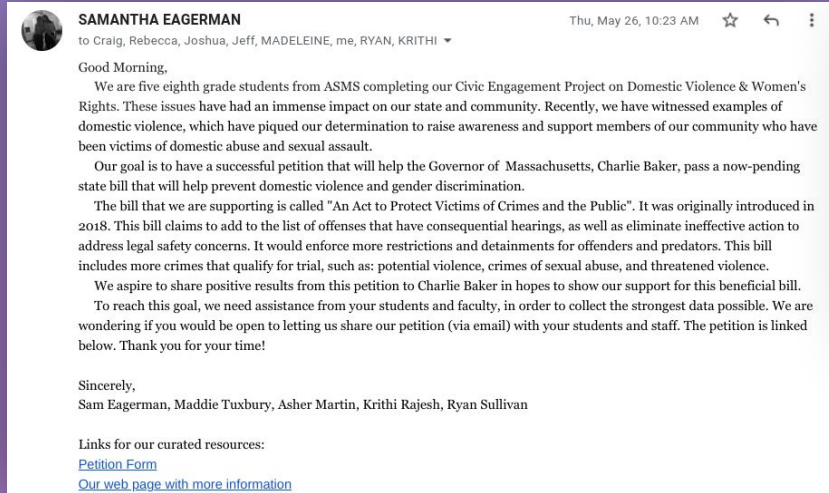 SAMANTHA EAGERMAN
Thu, May 26, 10:23 AM
to Craig, Rebecca, Joshua, Jeff, MADELEINE, me, RYAN, KRITHI
Good Morning,
We are five eighth grade students from ASMS completing our Civic Engagement Project on Domestic Violence & Women's
Rights. These issues have had an immense impact on our state and community. Recently, we have witnessed examples of
domestic violence, which have piqued our determination to raise awareness and support members of our community who have
been victims of domestic abuse and sexual assault.
Our goal is to have a successful petition that will help the Governor of Massachusetts, Charlie Baker, pass a now-pending
state bill that will help prevent domestic violence and gender discrimination.
The bill that we are supporting is called "An Act to Protect Victims of Crimes and the Public". It was originally introduced in
2018. This bill claims to add to the list of offenses that have consequential hearings, as well as eliminate ineffective action to
address legal safety concerns. It would enforce more restrictions and detainments for offenders and predators. This bill
includes more crimes that qualify for trial, such as: potential violence, crimes of sexual abuse, and threatened violence.
We aspire to share positive results from this petition to Charlie Baker in hopes to show our support for this beneficial bill.
To reach this goal, we need assistance from your students and faculty, in order to collect the strongest data possible. We are
wondering if you would be open to letting us share our petition (via email) with your students and staff. The petition is linked
below. Thank you for your time!
Sincerely,
Sam Eagerman, Maddie Tuxbury, Asher Martin, Krithi Rajesh, Ryan Sullivan
Links for our curated resources:
Petition Form
Our web page with more information